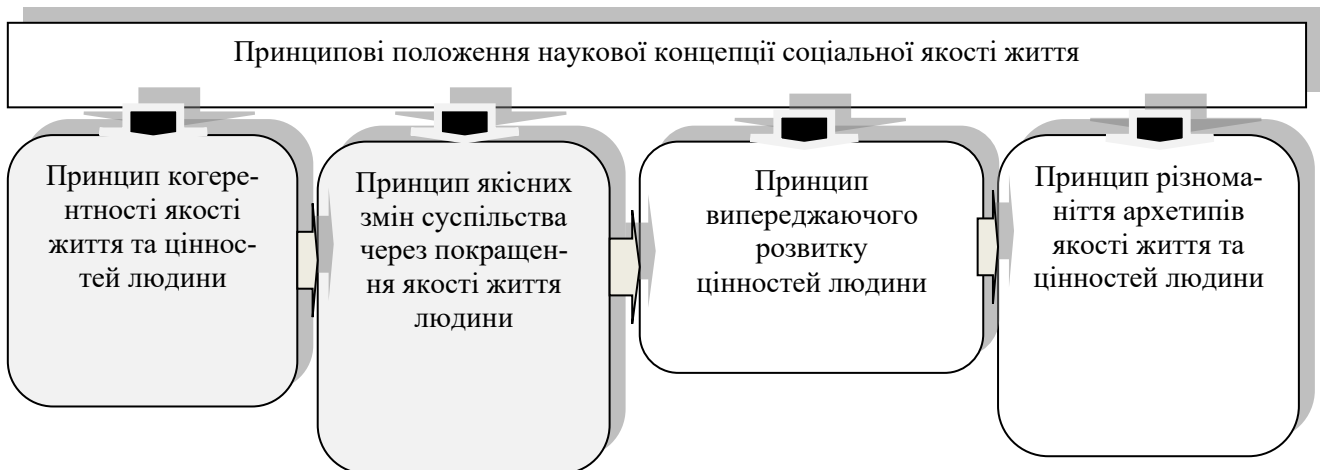 Принципові положення наукової концепції соціальної якості життя
Принцип когере-
нтності якості
життя та ціннос-
тей людини
Принцип якісних
змін суспільства
через покращен-
ня якості життя
людини
Принцип
випереджаючого
розвитку
цінностей людини
Принцип різнома-
ніття архетипів
якості життя та
цінностей людини